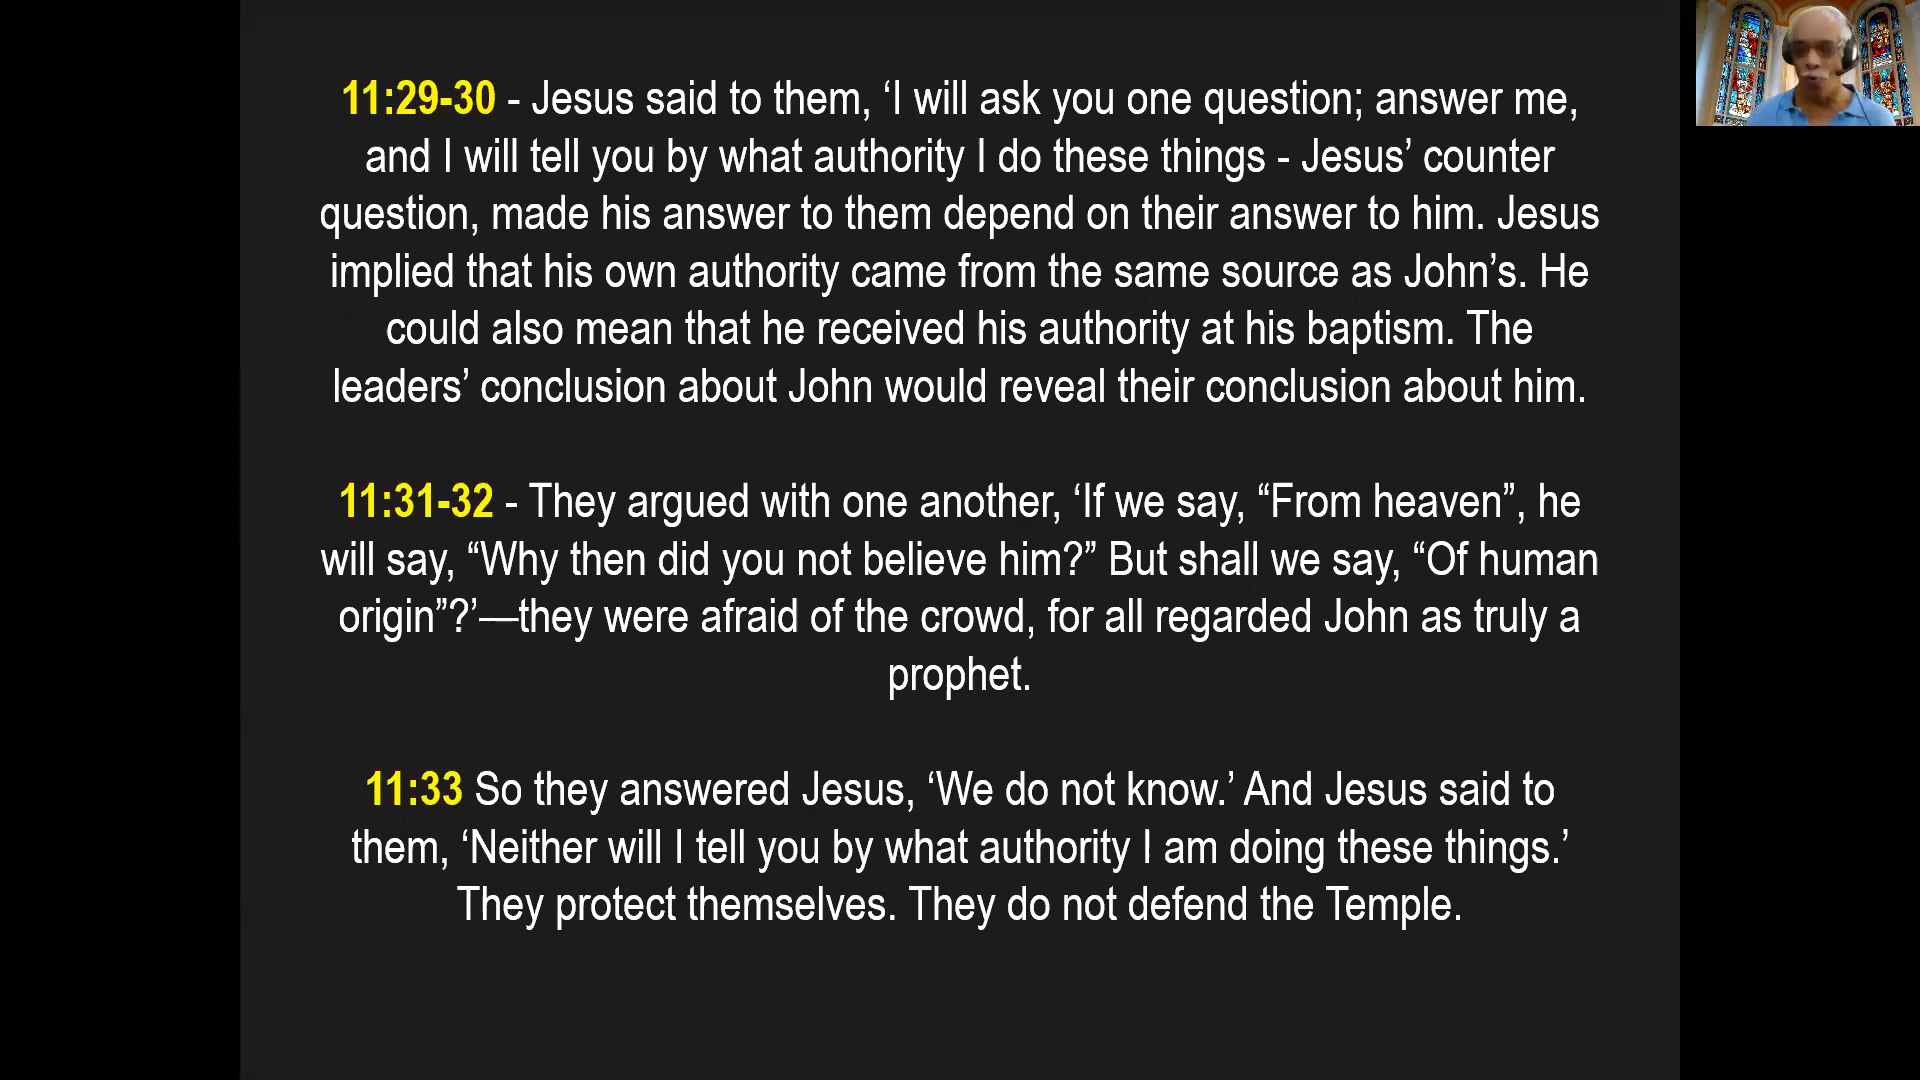 11:29-30 - Jesus said to them, ‘I will ask you one question; answer me,
and I will tell you by what authority I do these things - Jesus’ counter
question, made his answer to them depend on their answer to him. Jesus
implied that his own authority came from the same source as John’s. He
could also mean that he received his authority at his baptism. The
leaders’ conclusion about John would reveal their conclusion about him.
11:31-32 - They argued with one another, ‘If we say, “From heaven”, he
will say, “Why then did you not believe him?” But shall we say, “Of human
origin”?’—they were afraid of the crowd, for all regarded John as truly a
prophet.
11:33 So they answered Jesus, ‘We do not know.’ And Jesus said to
them, ‘Neither will I tell you by what authority I am doing these things.’
They protect themselves. They do not defend the Temple.